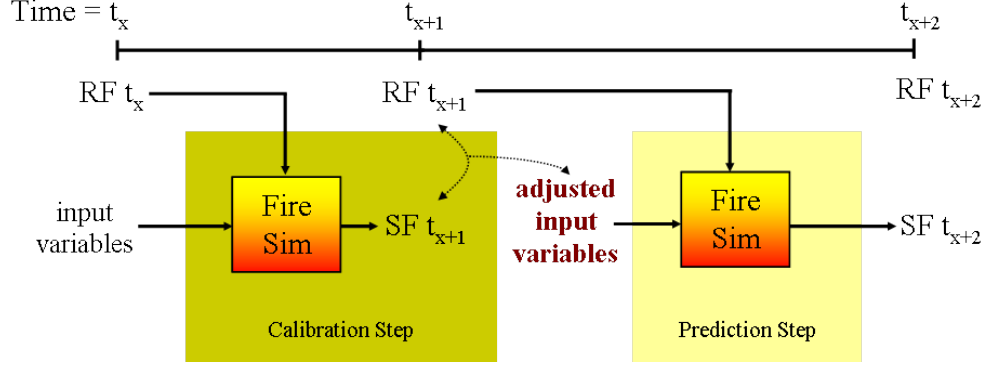 Time = tx
tx+1
tx+2
RF tx
RF tx+1
RF tx+2
input
variables
Fire
Sim
SF tx+1
adjusted
input
variables
Fire
Sim
SF tx+2
Calibration Step
Prediction Step